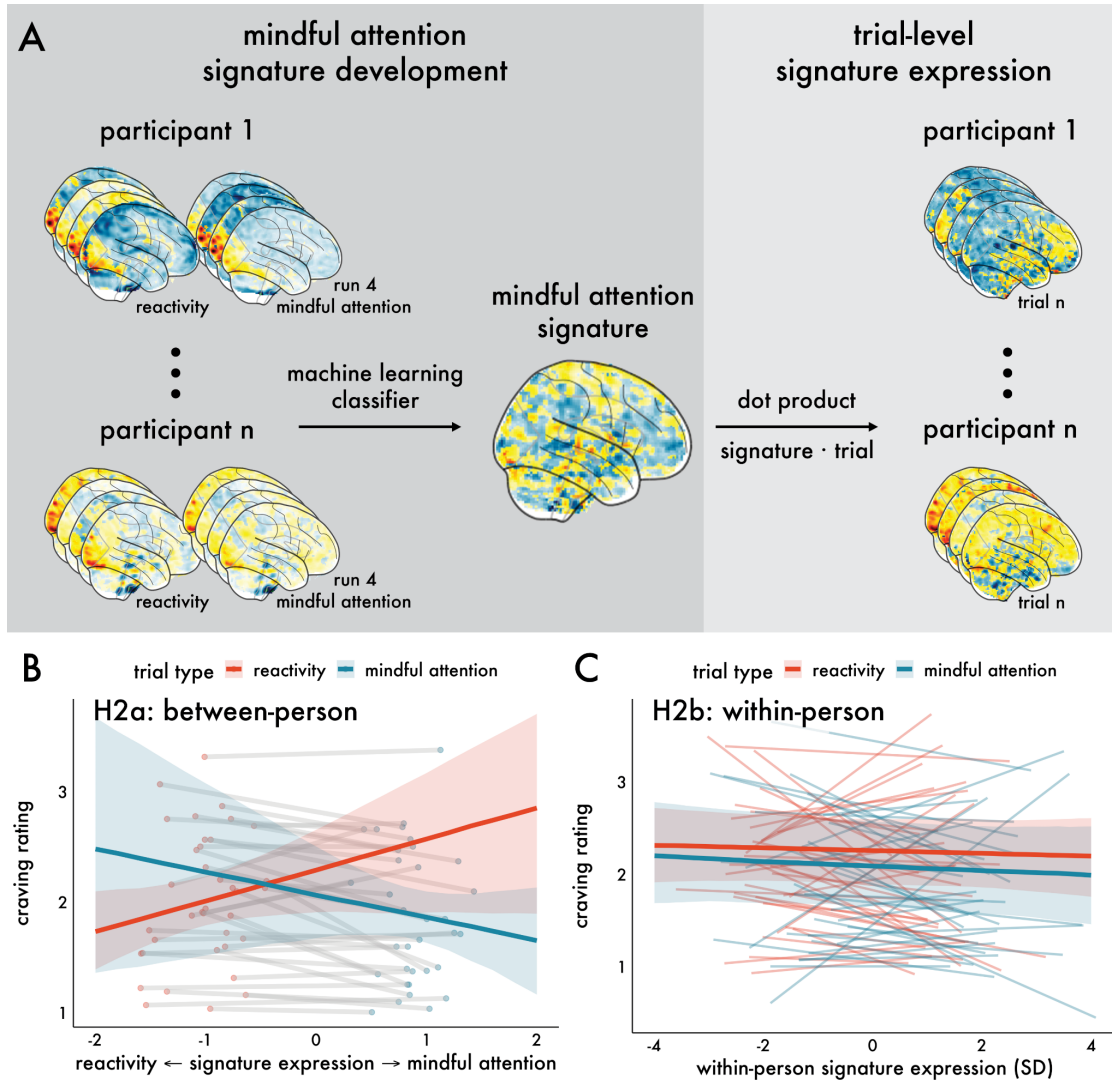 A
mindful attention
signature development
participant 1
reactivity
run 4
mindful attention
participant n
reactivity
run 4
mindful attention
machine learning
classifier
mindful attention
signature
dot product
signature · trial
trial-level
signature expression
participant 1
trial n
participant n
trial n
B
trial type reactivity mindful attention
H2a: between-person
craving rating
3
2
1
-2 -1 0 1 2
reactivity ← signature expression → mindful attention
C
trial type reactivity mindful attention
H2b: within-person
craving rating
3
2
1
-4 -2 0 2 4
within-person signature expression (SD)